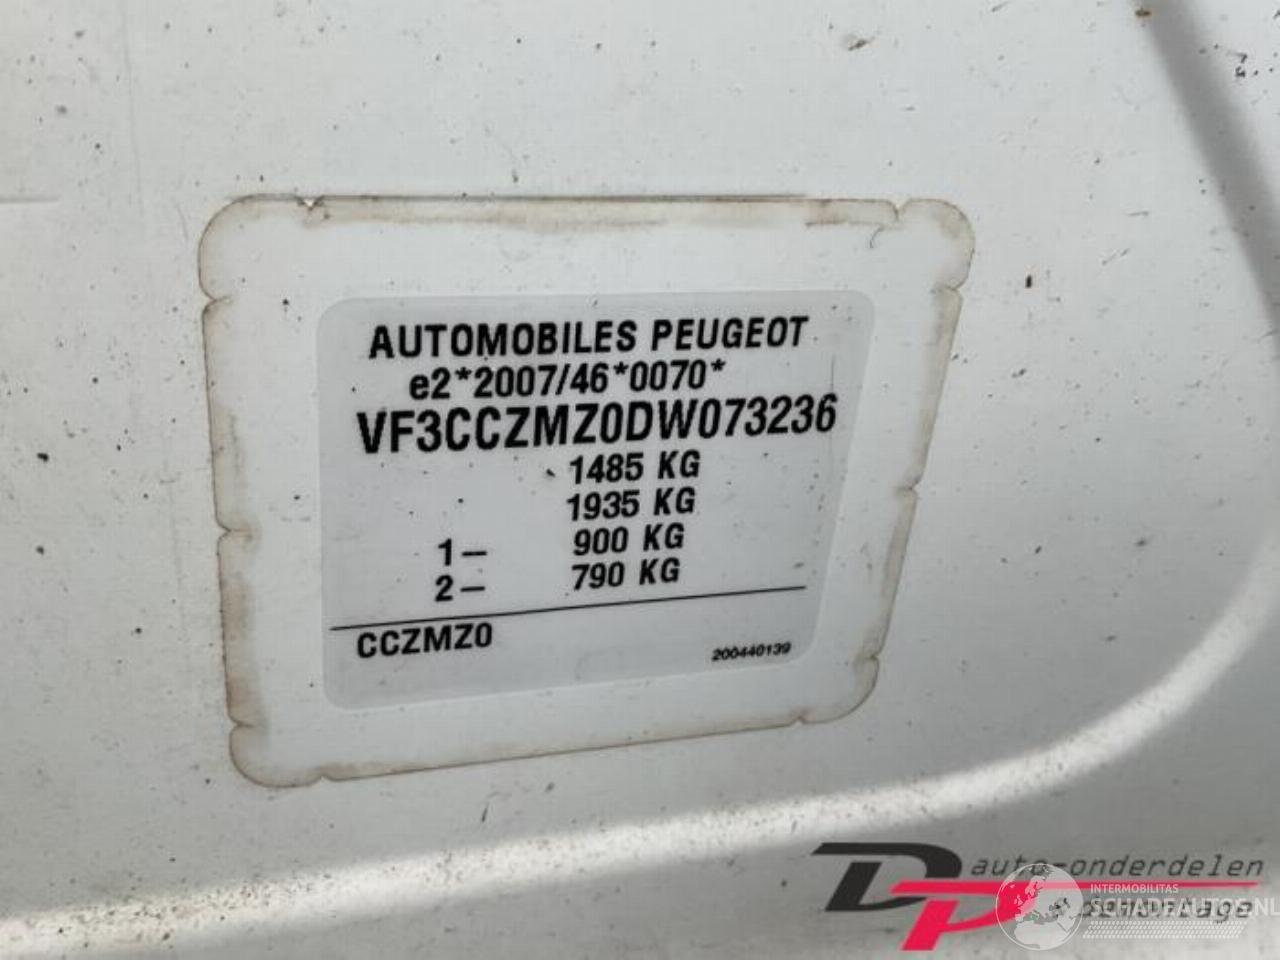 AUTOMOBILES PEUGEOT
e2*2007/46*0070*
VF3CCZMZ0DW073236
1485 KG
1935 KG
1- 900 KG
2- 790 KG
CCZMZ0
200440139
DP auto-onderdelen
INTERMOBILITAS
SCHADEAUTOS.NL